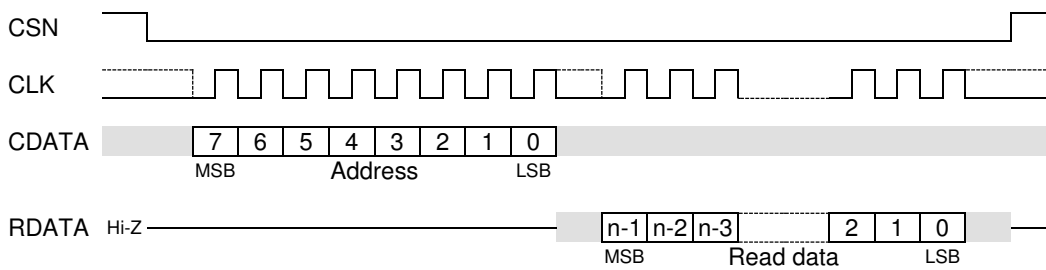 CSN
CLK
CDATA 7 6 5 4 3 2 1 0
MSB Address LSB
RDATA Hi-Z n-1 n-2 n-3 2 1 0
MSB Read data LSB